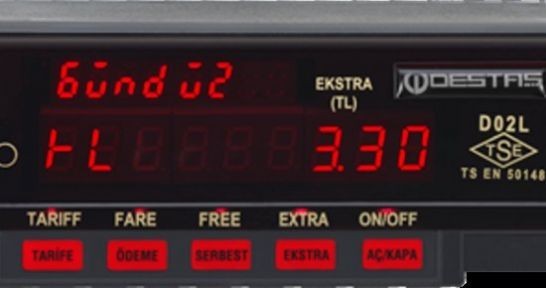 Gündüz
EKSTRA
(TL)
DESTAŞ
tL 3.30
D02L
TSE
TS EN 50148
TARIFF FARE FREE EXTRA ON/OFF
TARİFE ÖDEME SERBEST EKSTRA AÇ/KAPA